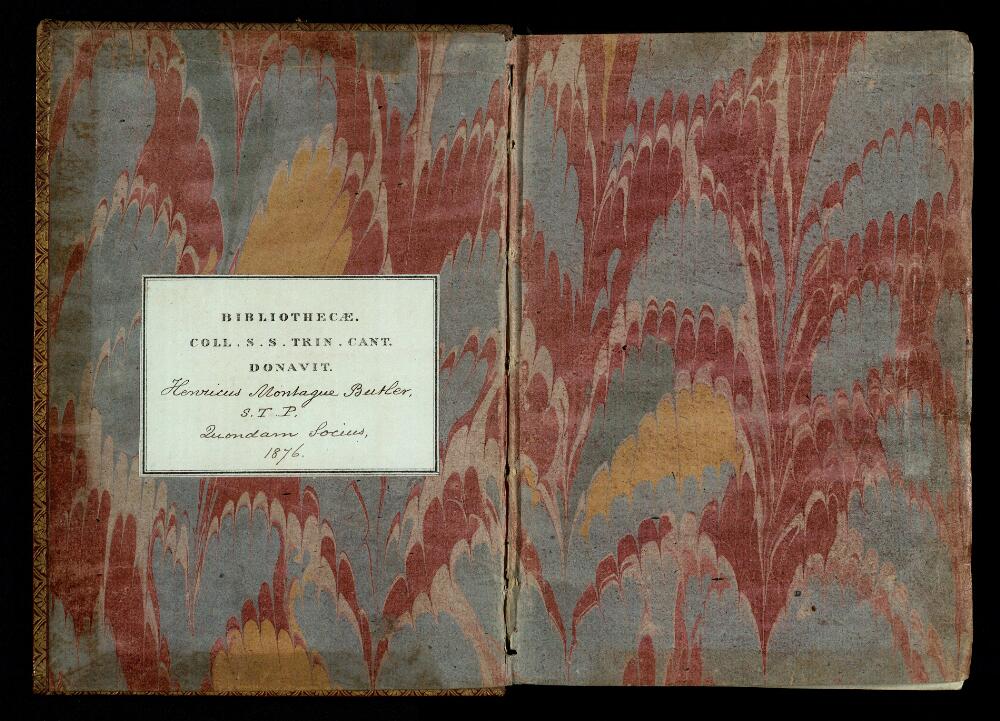 BIBLIOTHECÆ.
COLL. S. S. TRIN. CANT.
DONAVIT.
Henricus Montague Butler,
S. T. P.
Quondam Socius,
1876.